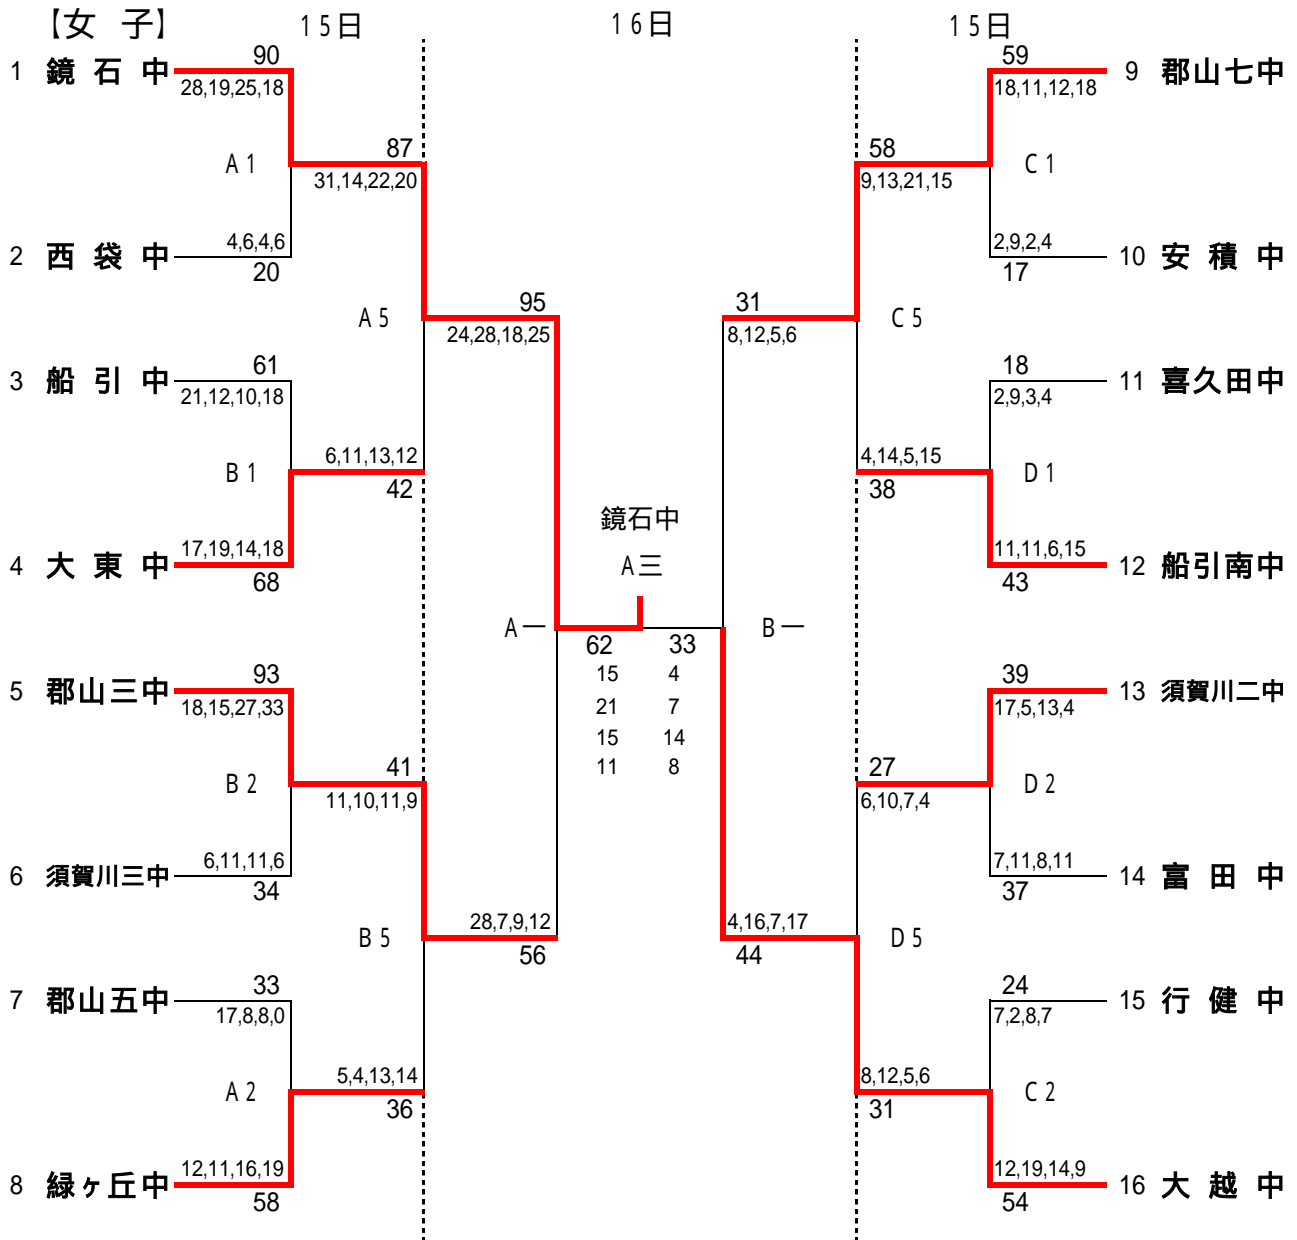 【女 子】
15日
16日
15日
1 鏡 石 中
90
28,19,25,18
A1
87
31,14,22,20
2 西 袋 中
4,6,4,6
20
A5
95
24,28,18,25
3 船 引 中
61
21,12,10,18
B1
6,11,13,12
42
4 大 東 中
17,19,14,18
68
5 郡山三中
93
18,15,27,33
B2
41
11,10,11,9
6 須賀川三中
6,11,11,6
34
B5
28,7,9,12
56
7 郡山五中
33
17,8,8,0
A2
5,4,13,14
36
8 緑ヶ丘中
12,11,16,19
58
鏡石中
A三
A一
B一
62 33
15 4
21 7
15 14
11 8
59
18,11,12,18
9 郡山七中
58
9,13,21,15
C1
2,9,2,4
17
10 安 積 中
31
8,12,5,6
C5
18
2,9,3,4
11 喜久田中
4,14,5,15
38
D1
11,11,6,15
43
12 船引南中
39
17,5,13,4
13 須賀川二中
27
6,10,7,4
D2
7,11,8,11
37
14 富 田 中
4,16,7,17
44
D5
24
7,2,8,7
15 行 健 中
8,12,5,6
31
C2
12,19,14,9
54
16 大 越 中